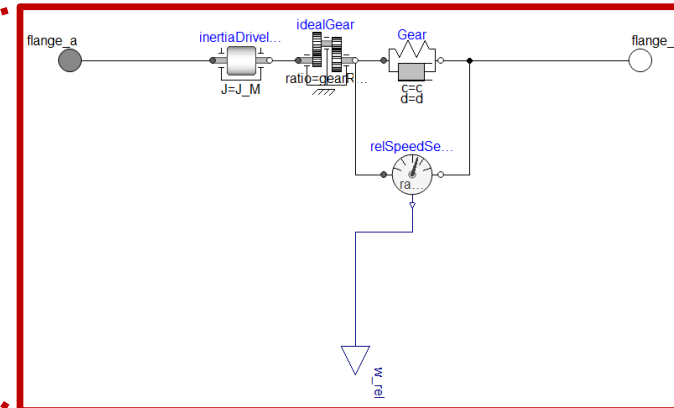 idealGear
flange_a
inertiaDrivel...
Gear
flange_
ratio=gearR...
J=J_M
c=c
d=d
relSpeedSe...
ra...
w_rel